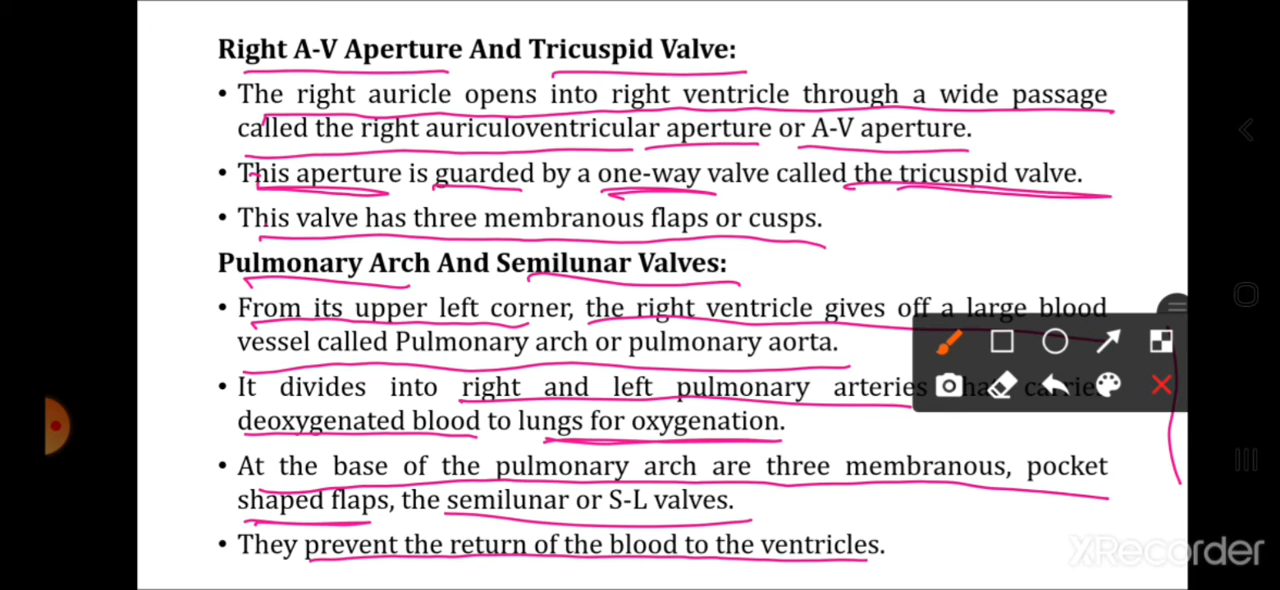 Right A-V Aperture And Tricuspid Valve:
• The right auricle opens into right ventricle through a wide passage
called the right auriculoventricular aperture or A-V aperture.
• This aperture is guarded by a one-way valve called the tricuspid valve.
• This valve has three membranous flaps or cusps.
Pulmonary Arch And Semilunar Valves:
• From its upper left corner, the right ventricle gives off a large blood
vessel called Pulmonary arch or pulmonary aorta.
• It divides into right and left pulmonary arteries
deoxygenated blood to lungs for oxygenation.
• At the base of the pulmonary arch are three membranous, pocket
shaped flaps, the semilunar or S-L valves.
• They prevent the return of the blood to the ventricles.
XRecorder